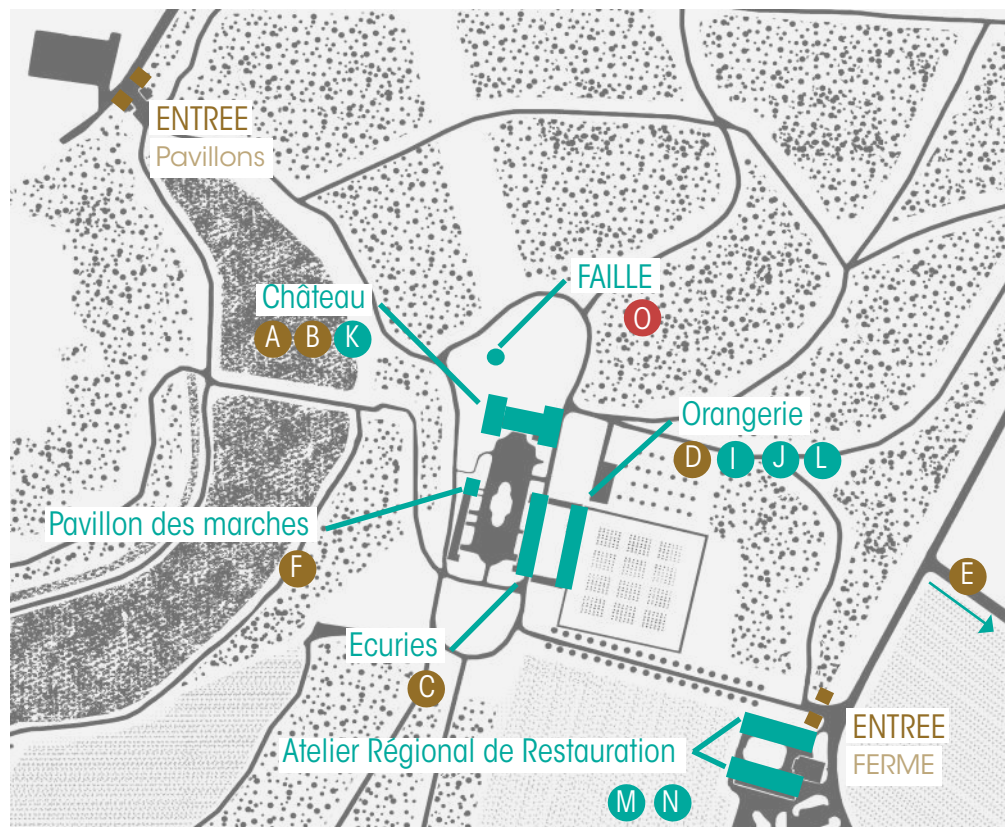 ENTREE
Pavillons
FAILLE
Château
O
A B K
Orangerie
D I J L
Pavillon des marches
F
E
Ecuries
C
ENTREE
FERME
Atelier Régional de Restauration
M N